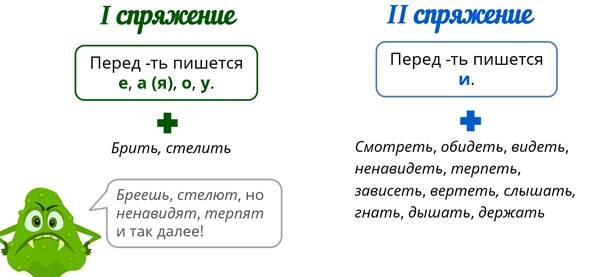 I спряжение
Перед -ть пишется
е, а (я), о, у.
Брить, стелить
Бреешь, стелют, но
ненавидят, терпят
и так далее!
II спряжение
Перед -ть пишется
и.
Смотреть, обидеть, видеть,
ненавидеть, терпеть,
зависеть, вертеть, слышать,
гнать, дышать, держать